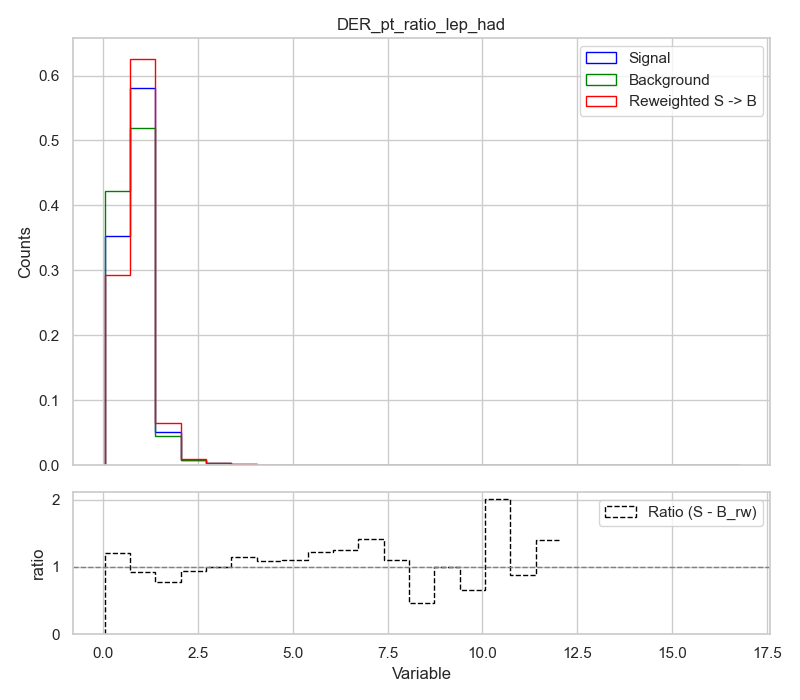 DER_pt_ratio_lep_had
Signal
Background
Reweighted S -> B
Counts
0.6
0.5
0.4
0.3
0.2
0.1
0.0
Ratio (S - B_rw)
ratio
2
1
0
0.0 2.5 5.0 7.5 10.0 12.5 15.0 17.5
Variable